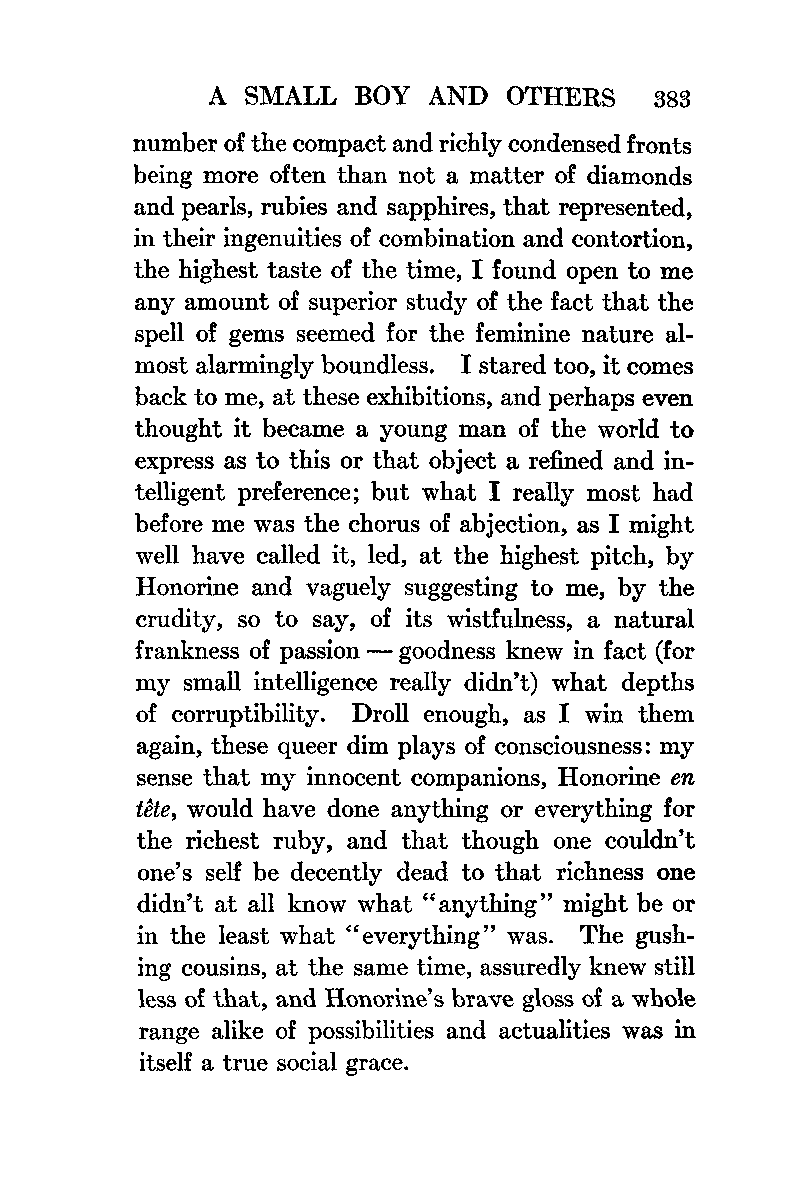 A SMALL BOY AND OTHERS 383
number of the compact and richly condensed fronts
being more often than not a matter of diamonds
and pearls, rubies and sapphires, that represented,
in their ingenuities of combination and contortion,
the highest taste of the time, I found open to me
any amount of superior study of the fact that the
spell of gems seemed for the feminine nature al-
most alarmingly boundless. I stared too, it comes
back to me, at these exhibitions, and perhaps even
thought it became a young man of the world to
express as to this or that object a refined and in-
telligent preference; but what I really most had
before me was the chorus of abjection, as I might
well have called it, led, at the highest pitch, by
Honorine and vaguely suggesting to me, by the
crudity, so to say, of its wistfulness, a natural
frankness of passion — goodness knew in fact (for
my small intelligence really didn't) what depths
of corruptibility. Droll enough, as I win them
again, these queer dim plays of consciousness: my
sense that my innocent companions, Honorine en
tête, would have done anything or everything for
the richest ruby, and that though one couldn't
one's self be decently dead to that richness one
didn't at all know what "anything" might be or
in the least what "everything" was. The gush-
ing cousins, at the same time, assuredly knew still
less of that, and Honorine's brave gloss of a whole
range alike of possibilities and actualities was in
itself a true social grace.